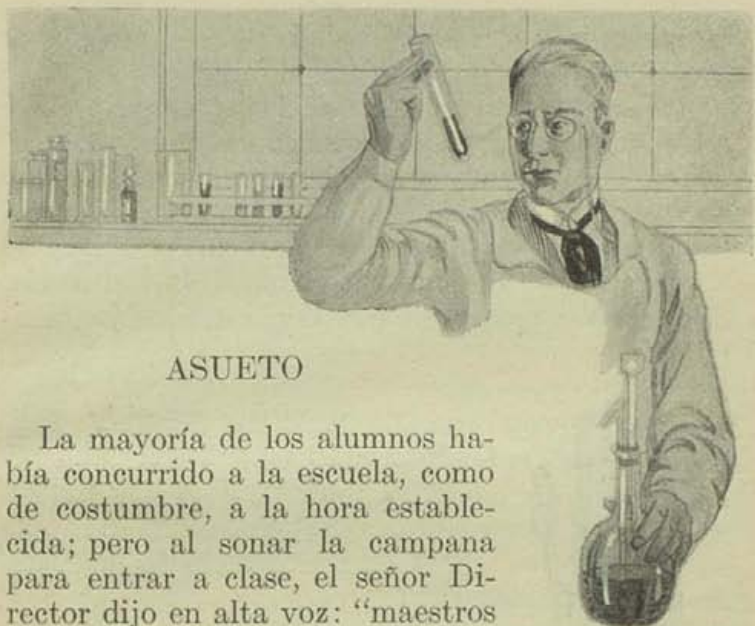 ASUETO
La mayoría de los alumnos ha-
bía concurrido a la escuela, como
de costumbre, a la hora estable-
cida; pero al sonar la campana
para entrar a clase, el señor Di-
rector dijo en alta voz: “maestros